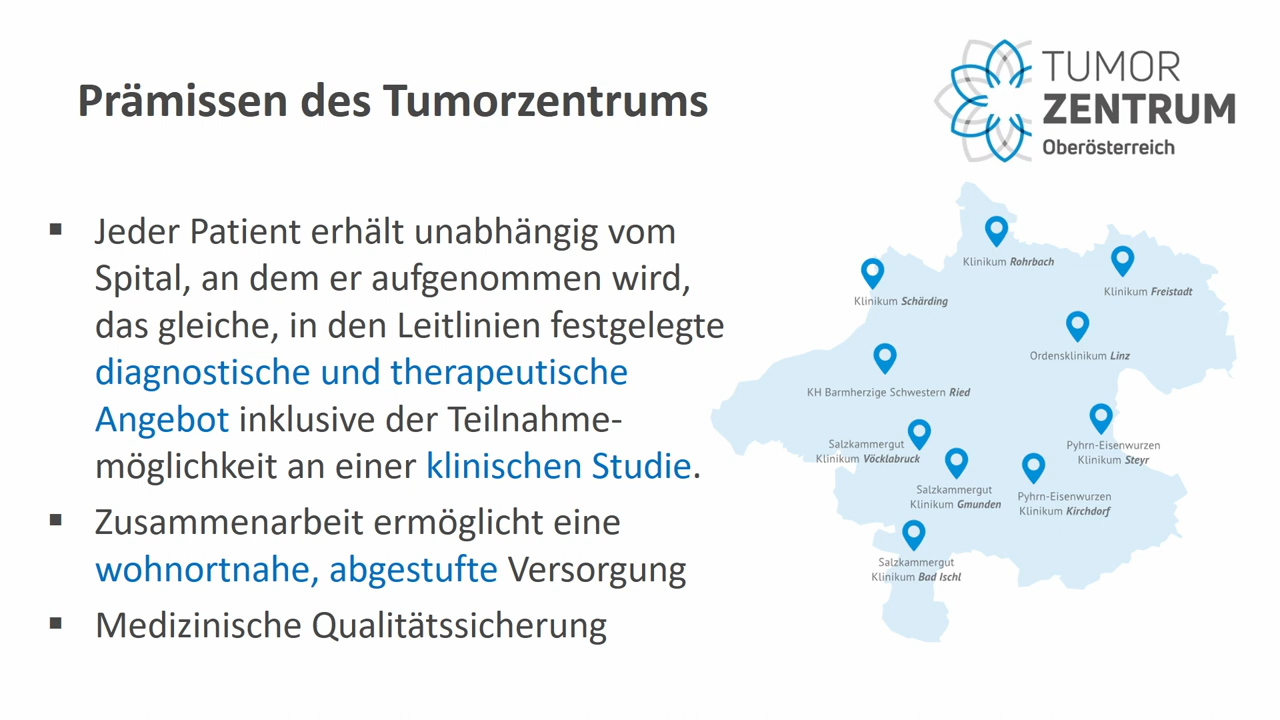 Prämissen des Tumorzentrums
TUMOR
ZENTRUM
Oberösterreich
▪ Jeder Patient erhält unabhängig vom
Spital, an dem er aufgenommen wird,
das gleiche, in den Leitlinien festgelegte
diagnostische und therapeutische
Angebot inklusive der Teilnahme-
möglichkeit an einer klinischen Studie.
▪ Zusammenarbeit ermöglicht eine
wohnortnahe, abgestufte Versorgung
▪ Medizinische Qualitätssicherung
Klinikum Rohrbach
Klinikum Freistadt
Klinikum Schärding
Ordensklinikum Linz
KH Barmherzige Schwestern Ried
Salzkammergut
Klinikum Vöcklabruck
Pyhrn-Eisenwurzen
Klinikum Steyr
Salzkammergut
Klinikum Gmunden
Pyhrn-Eisenwurzen
Klinikum Kirchdorf
Salzkammergut
Klinikum Bad Ischl